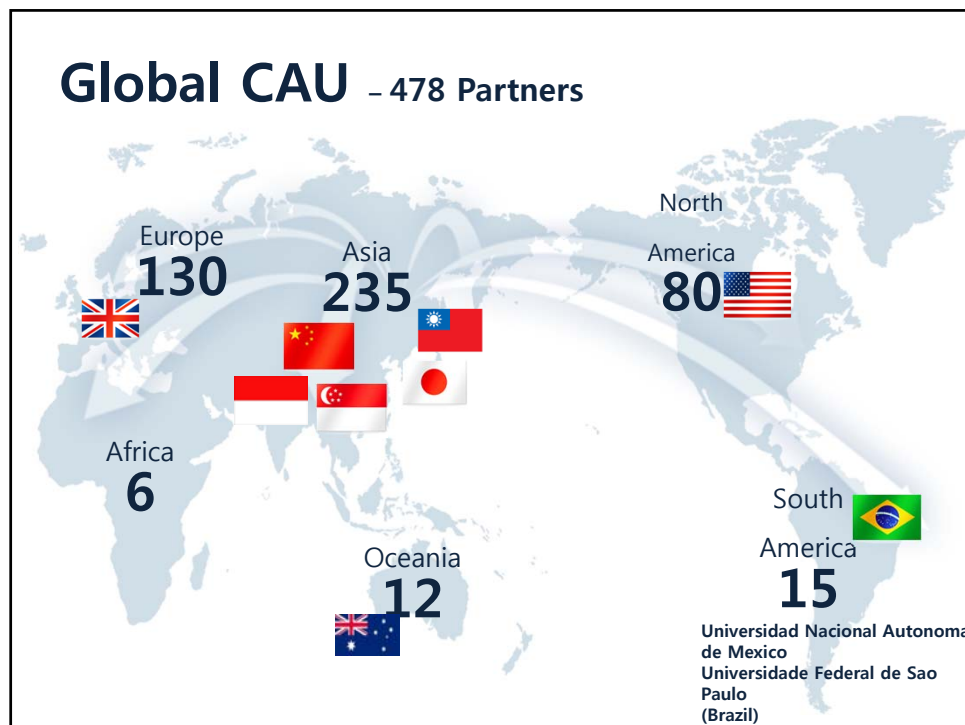 Global CAU – 478 Partners
North
Europe
130
Asia
235
America
80
Africa
6
South
Oceania
12
America
15
Universidad Nacional Autonoma
de Mexico
Universidade Federal de Sao
Paulo
(Brazil)